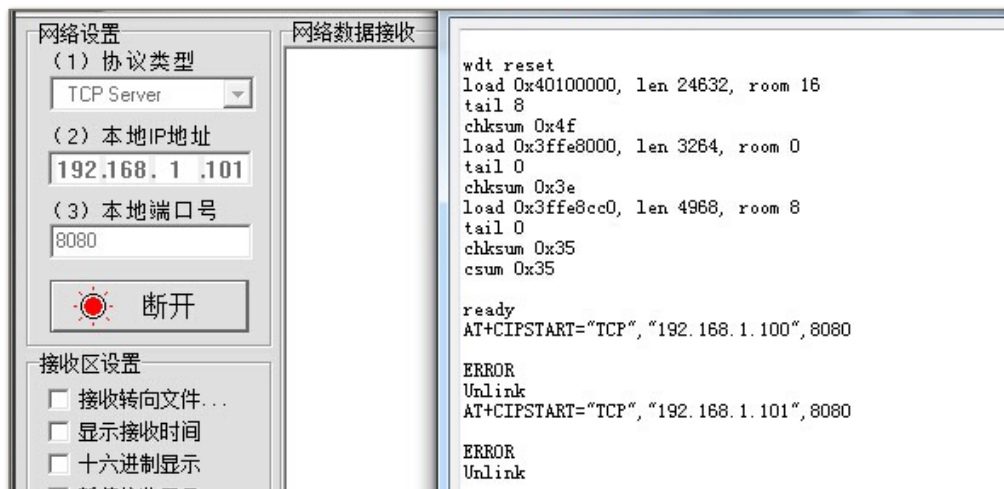 网络设置
(1) 协议类型
TCP Server
(2) 本地IP地址
192.168. 1 .101
(3) 本地端口号
8080
断开
接收区设置
接收转向文件...
显示接收时间
十六进制显示
网络数据接收
wdt reset
load 0x40100000, len 24632, room 16
tail 8
chksum 0x4f
load 0x3ffe8000, len 3264, room 0
tail 0
chksum 0x3e
load 0x3ffe8cc0, len 4968, room 8
tail 0
chksum 0x35
csum 0x35
ready
AT+CIPSTART="TCP","192.168.1.100",8080
ERROR
Unlink
AT+CIPSTART="TCP","192.168.1.101",8080
ERROR
Unlink